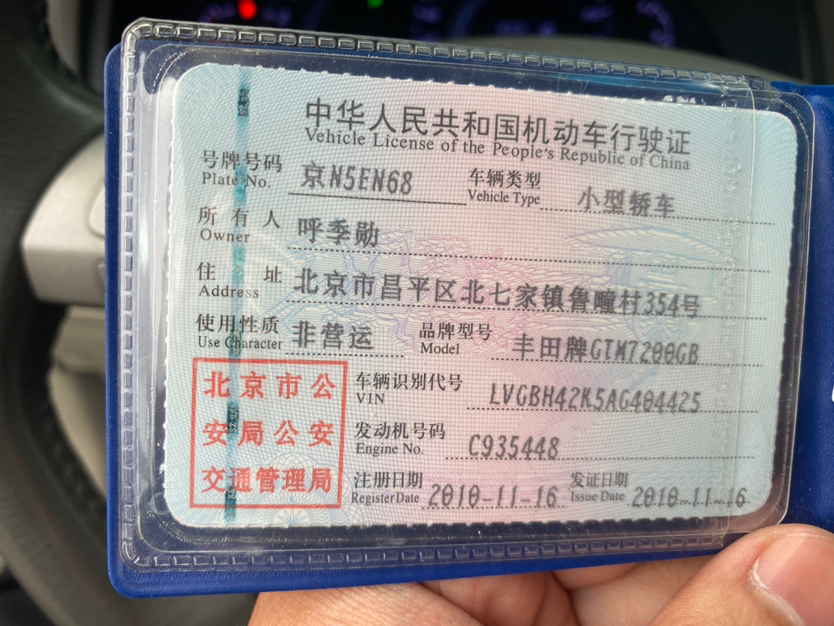 中华人民共和国机动车行驶证
Vehicle License of the People's Republic of China
号牌号码 京N5EN68 车辆类型 小型轿车
Plate No. Vehicle Type
所有人 呼季勋
Owner
住址 北京市昌平区北七家镇鲁疃村354号
Address
使用性质 非营运 品牌型号 丰田牌GTM7200GB
Use Character Model
北京市公
安局公安
交通管理局
车辆识别代号 LVGBH42K5AG404425
VIN
发动机号码 C935448
Engine No.
注册日期 2010-11-16 发证日期 2010-11-16
Register Date Issue Date